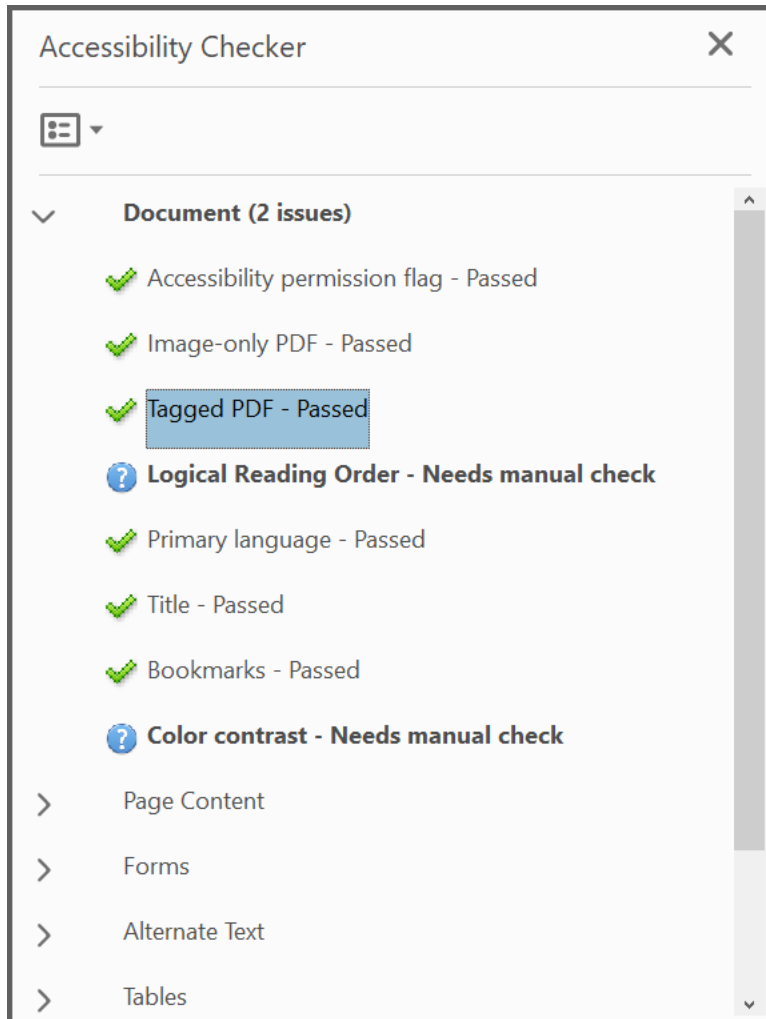 Accessibility Checker
Document (2 issues)
Accessibility permission flag - Passed
Image-only PDF - Passed
Tagged PDF - Passed
Logical Reading Order - Needs manual check
Primary language - Passed
Title - Passed
Bookmarks - Passed
Color contrast - Needs manual check
Page Content
Forms
Alternate Text
Tables